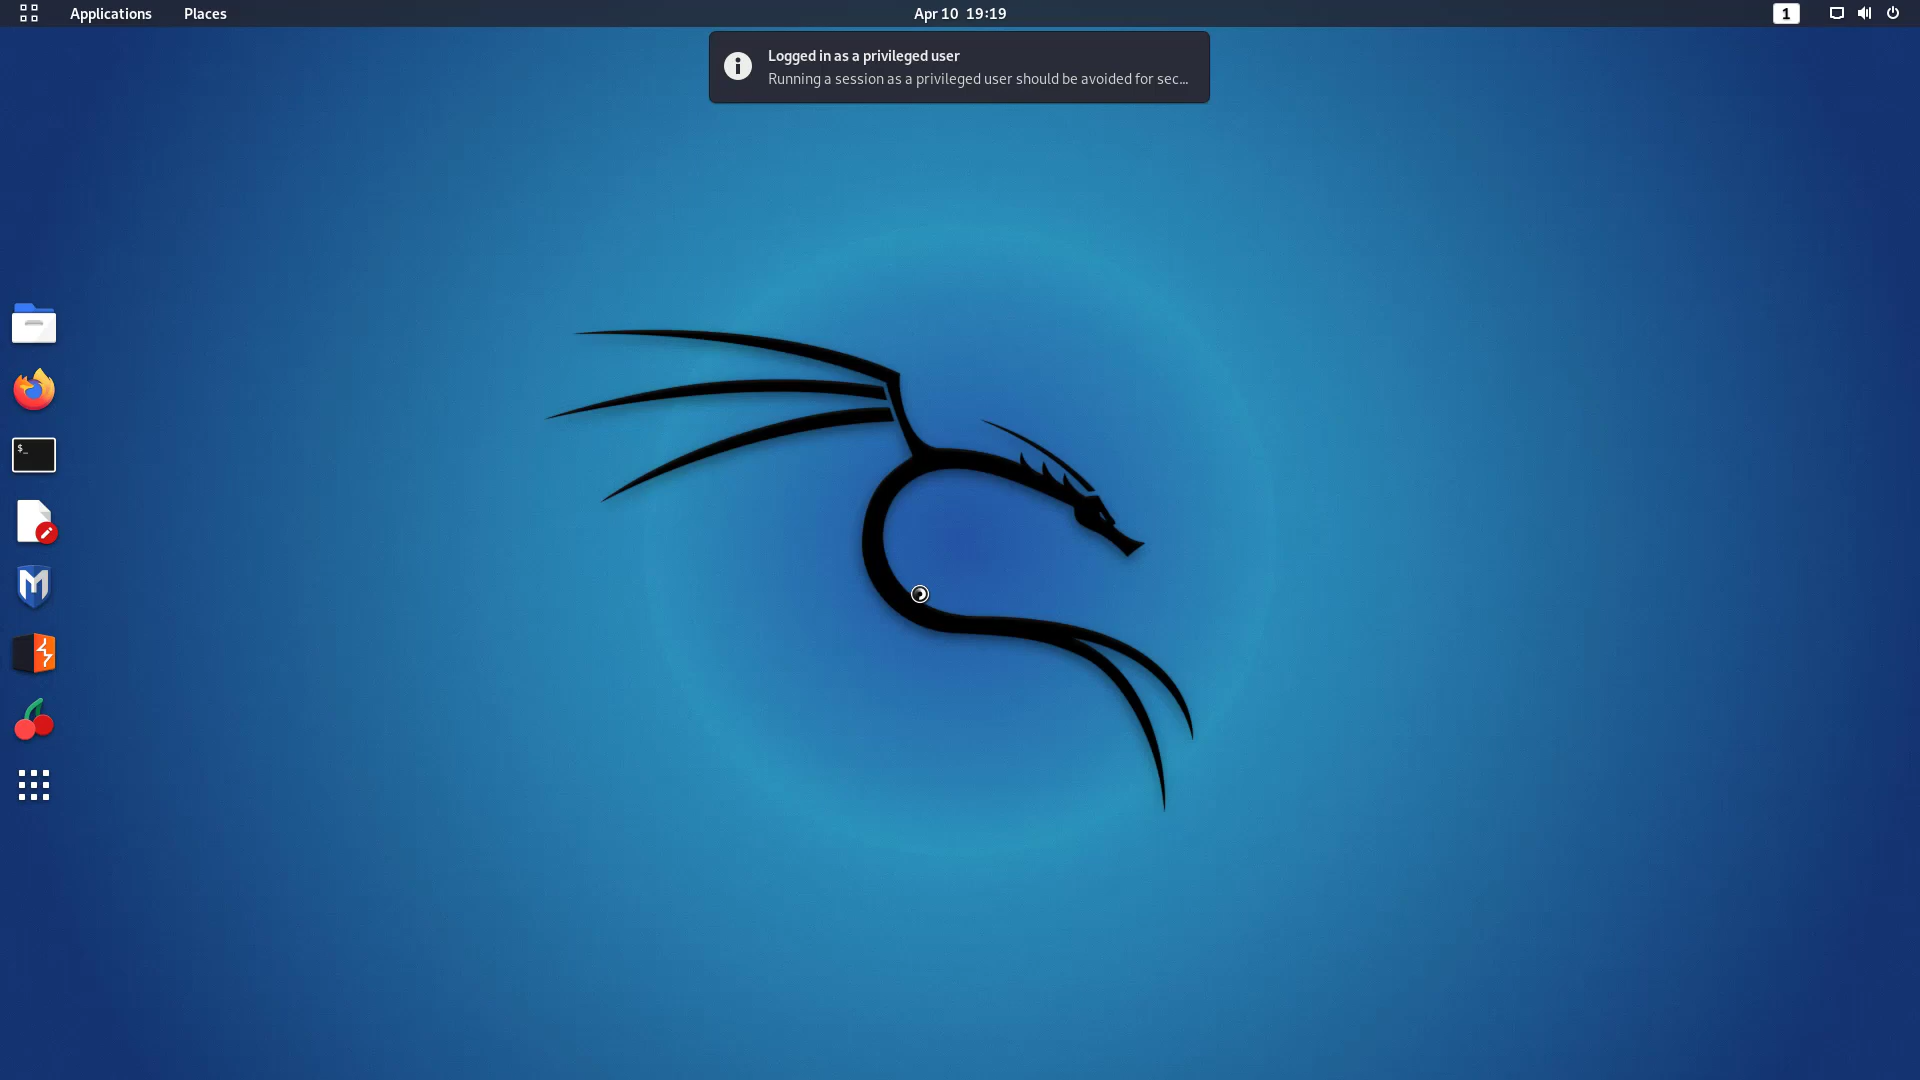 Applications Places Apr 10 19:19 1
Logged in as a privileged user
Running a session as a privileged user should be avoided for sec...
$_